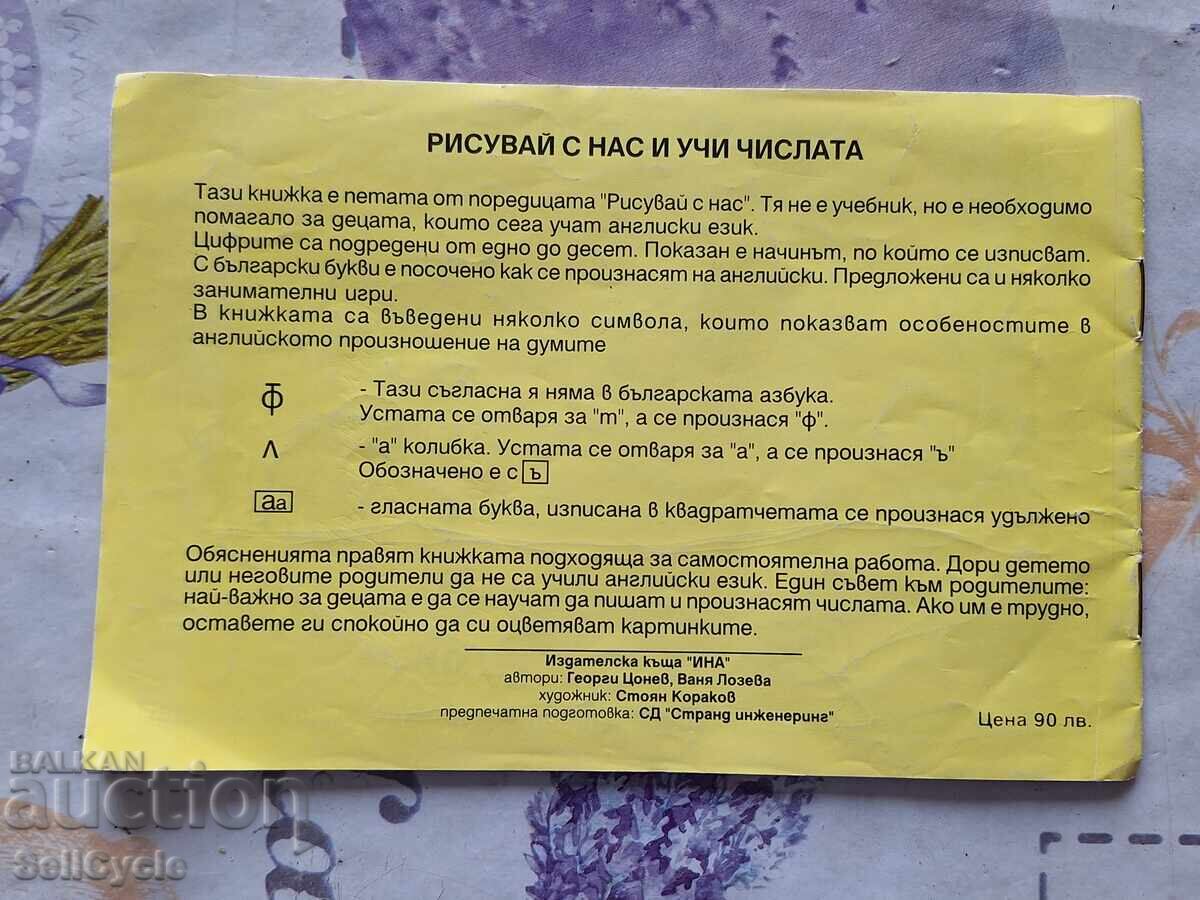 РИСУВАЙ С НАС И УЧИ ЧИСЛАТА
Тази книжка е петата от поредицата "Рисувай с нас". Тя не е учебник, но е необходимо
помагало за децата, които сега учат англиски език.
Цифрите са подредени от едно до десет. Показан е начинът, по който се изписват.
С български букви е посочено как се произнасят на английски. Предложени са и няколко
занимателни игри.
В книжката са въведени няколко символа, които показват особеностите в
английското произношение на думите
ф̅ - Тази съгласна я няма в българската азбука.
Устата се отваря за "т", а се произнася "ф".
Λ - "а" колибка. Устата се отваря за "а", а се произнася "ъ"
Обозначено е с ъ
аа - гласната буква, изписана в квадратчетата се произнася удължено
Обясненията правят книжката подходяща за самостоятелна работа. Дори детето
или неговите родители да не са учили английски език. Един съвет към родителите:
най-важно за децата е да се научат да пишат и произнасят числата. Ако им е трудно,
оставете ги спокойно да си оцветяват картинките.
Издателска къща "ИНА"
автори: Георги Цонев, Ваня Лозева
художник: Стоян Кораков
предпечатна подготовка: СД "Странд инженеринг"
Цена 90 лв.
BALKAN
auction
SellCycle